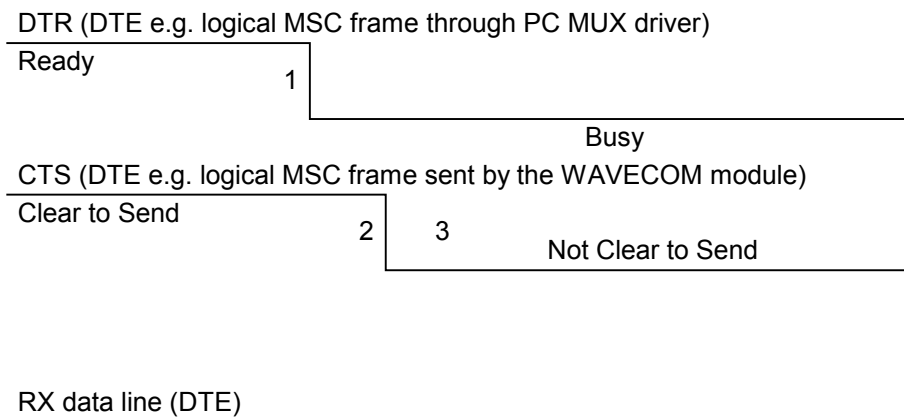 DTR (DTE e.g. logical MSC frame through PC MUX driver)
Ready
1
Busy
CTS (DTE e.g. logical MSC frame sent by the WAVECOM module)
Clear to Send
2
3
Not Clear to Send
RX data line (DTE)